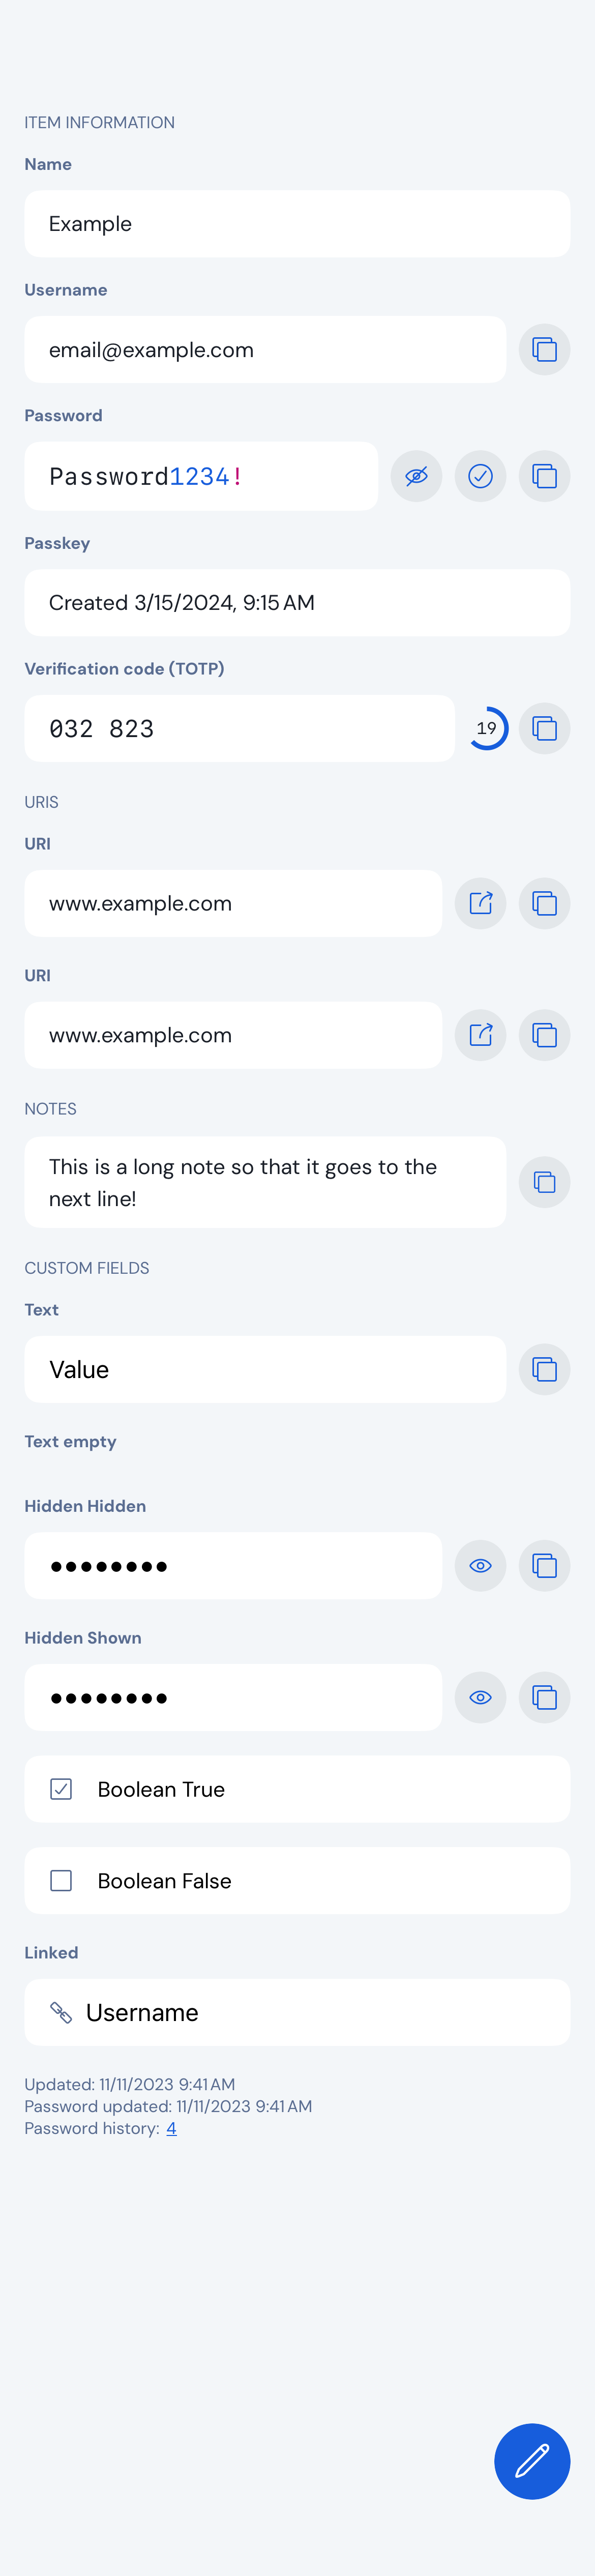 ITEM INFORMATION
Name
Example
Username
email@example.com
Password
Password1234!
Passkey
Created 3/15/2024, 9:15 AM
Verification code (TOTP)
032 823
19
URIS
URI
www.example.com
URI
www.example.com
NOTES
This is a long note so that it goes to the
next line!
CUSTOM FIELDS
Text
Value
Text empty
Hidden Hidden
••••••••
Hidden Shown
••••••••
Boolean True
Boolean False
Linked
Username
Updated: 11/11/2023 9:41 AM
Password updated: 11/11/2023 9:41 AM
Password history: 4